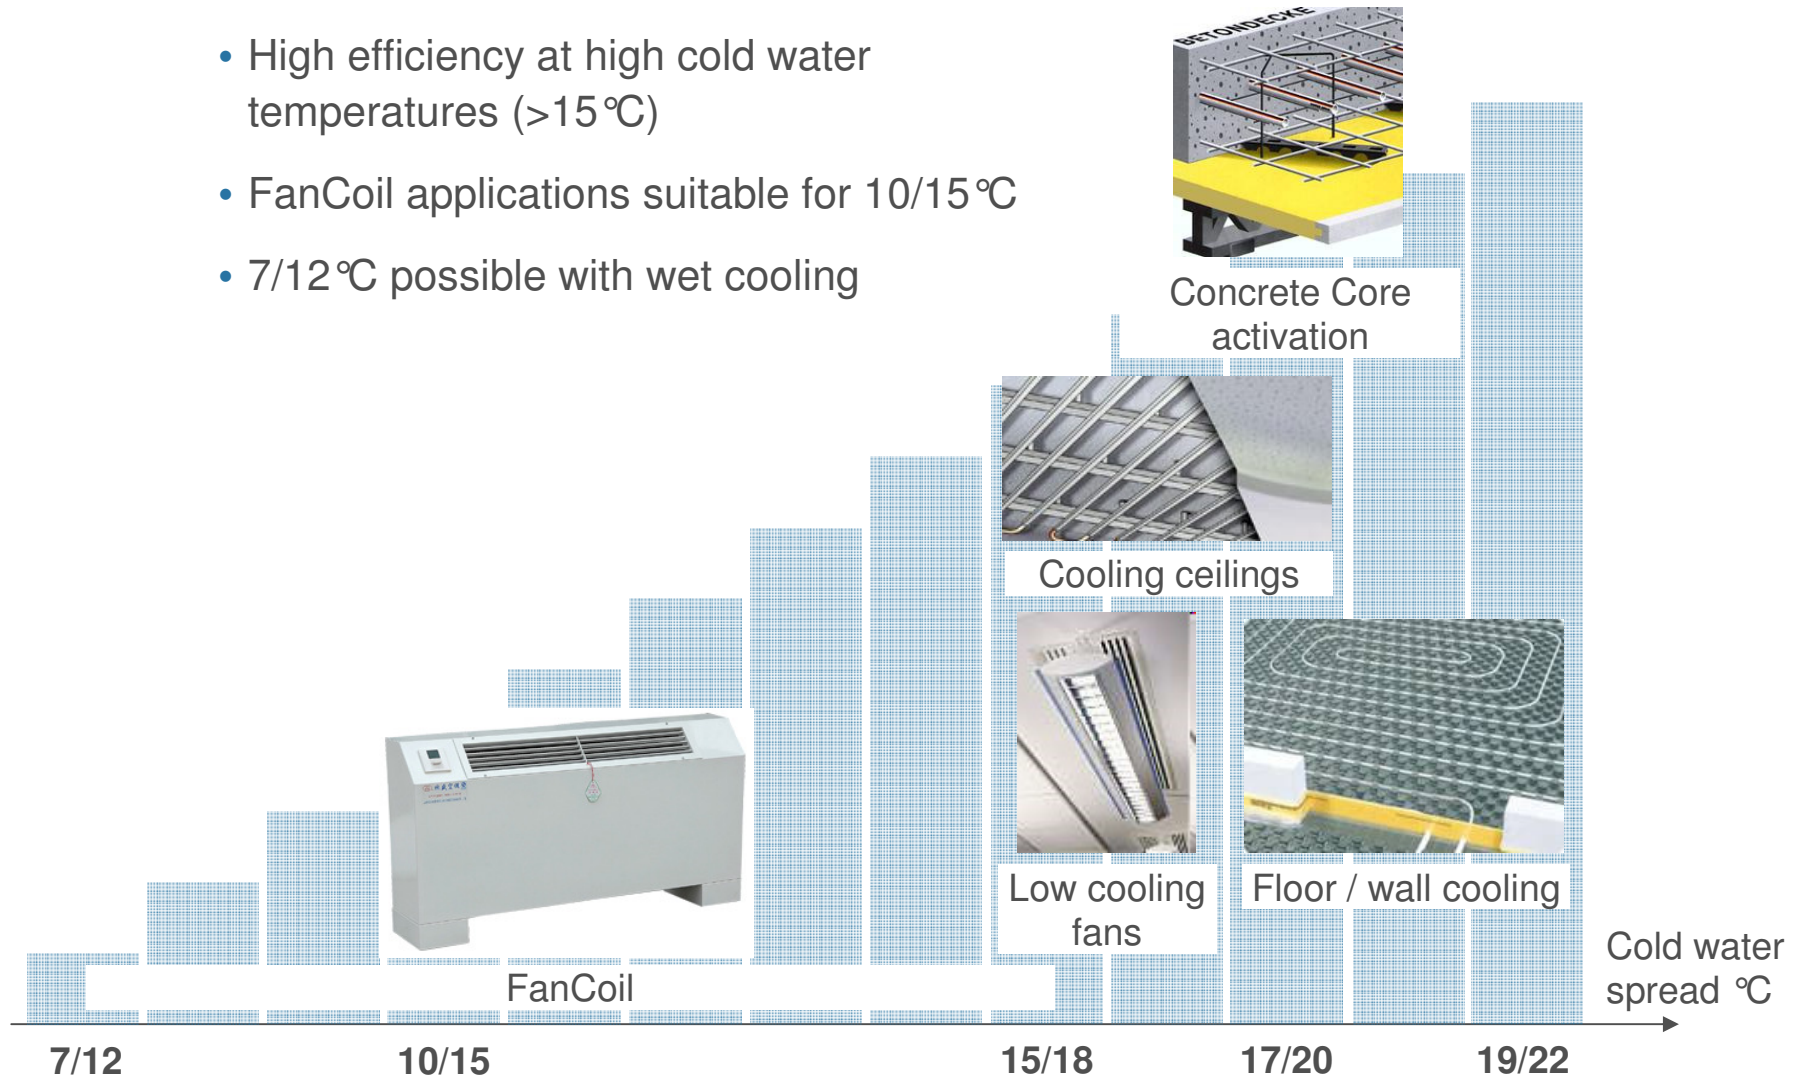 • High efficiency at high cold water
temperatures (>15°C)
• FanCoil applications suitable for 10/15°C
• 7/12°C possible with wet cooling
BETONDECKE
Concrete Core
activation
Cooling ceilings
Low cooling
fans
Floor / wall cooling
FanCoil
Cold water
spread °C
7/12
10/15
15/18
17/20
19/22